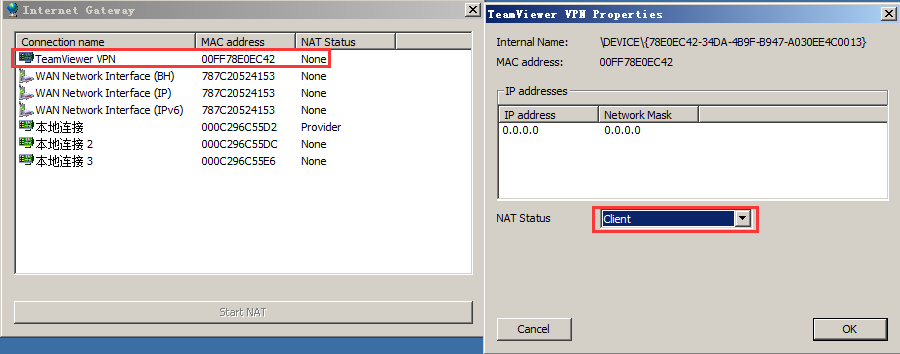 Internet Gateway
Connection name MAC address NAT Status
TeamViewer VPN 00FF78E0EC42 None
WAN Network Interface (BH) 787C20524153 None
WAN Network Interface (IP) 787C20524153 None
WAN Network Interface (IPv6) 787C20524153 None
本地连接 000C296C55D2 Provider
本地连接 2 000C296C55DC None
本地连接 3 000C296C55E6 None
Start NAT
TeamViewer VPN Properties
Internal Name: \DEVICE\{78E0EC42-34DA-4B9F-B947-A030EE4C0013}
MAC address: 00FF78E0EC42
IP addresses
IP address Network Mask
0.0.0.0 0.0.0.0
NAT Status Client
Cancel OK